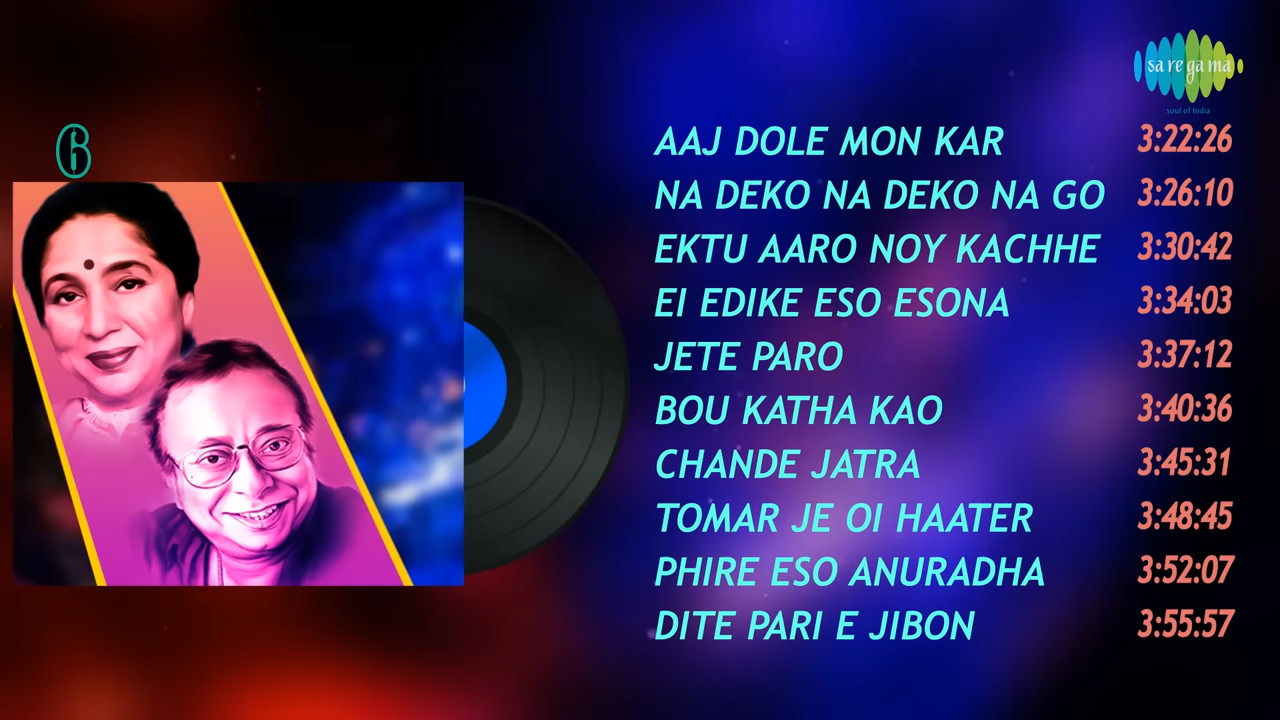 sa re ga ma
soul of India
6
AAJ DOLE MON KAR 3:22:26
NA DEKO NA DEKO NA GO 3:26:10
EKTU AARO NOY KACHHE 3:30:42
EI EDIKE ESO ESONA 3:34:03
JETE PARO 3:37:12
BOU KATHA KAO 3:40:36
CHANDE JATRA 3:45:31
TOMAR JE OI HAATER 3:48:45
PHIRE ESO ANURADHA 3:52:07
DITE PARI E JIBON 3:55:57